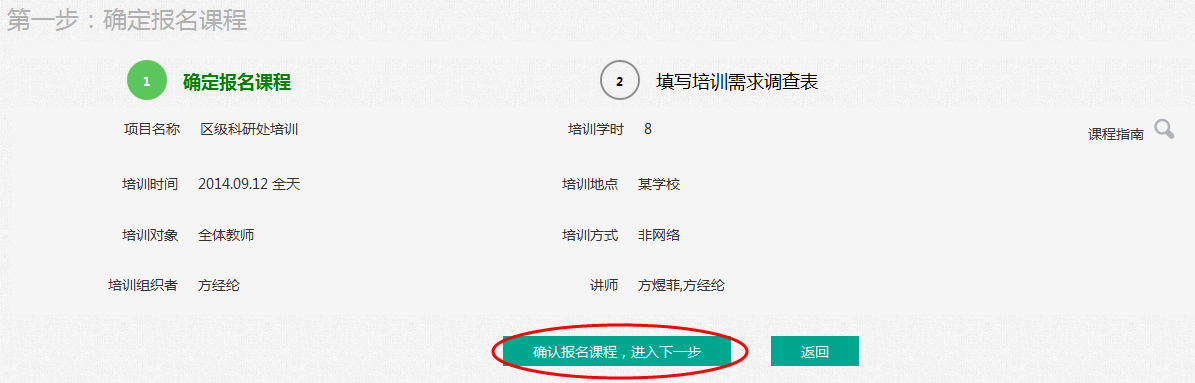 第一步：确定报名课程
1 确定报名课程 2 填写培训需求调查表
项目名称 区级科研处培训 培训学时 8 课程指南
培训时间 2014.09.12 全天 培训地点 某学校
培训对象 全体教师 培训方式 非网络
培训组织者 方经纶 讲师 方煜菲,方经纶
确认报名课程，进入下一步 返回